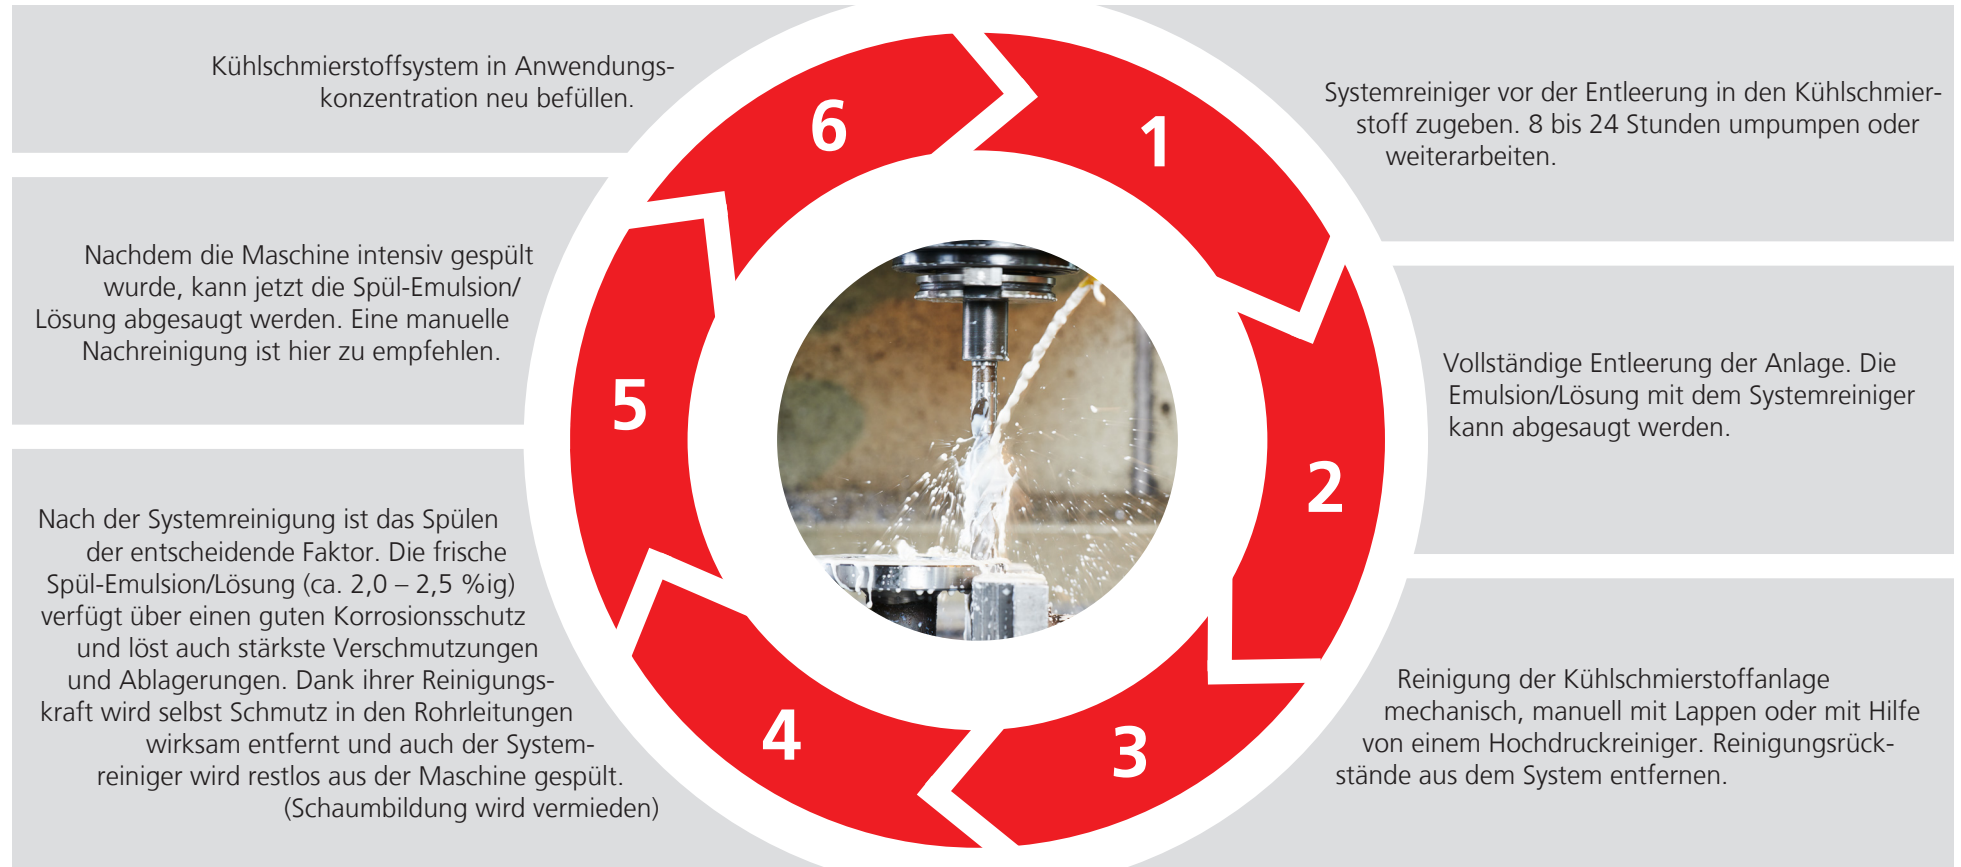 1
Systemreiniger vor der Entleerung in den Kühlschmier-
stoff zugeben. 8 bis 24 Stunden umpumpen oder
weiterarbeiten.
2
Vollständige Entleerung der Anlage. Die
Emulsion/Lösung mit dem Systemreiniger
kann abgesaugt werden.
3
Reinigung der Kühlschmierstoffanlage
mechanisch, manuell mit Lappen oder mit Hilfe
von einem Hochdruckreiniger. Reinigungsrück-
stände aus dem System entfernen.
4
Nach der Systemreinigung ist das Spülen
der entscheidende Faktor. Die frische
Spül-Emulsion/Lösung (ca. 2,0 – 2,5 %ig)
verfügt über einen guten Korrosionsschutz
und löst auch stärkste Verschmutzungen
und Ablagerungen. Dank ihrer Reinigungs-
kraft wird selbst Schmutz in den Rohrleitungen
wirksam entfernt und auch der System-
reiniger wird restlos aus der Maschine gespült.
(Schaumbildung wird vermieden)
5
Nachdem die Maschine intensiv gespült
wurde, kann jetzt die Spül-Emulsion/
Lösung abgesaugt werden. Eine manuelle
Nachreinigung ist hier zu empfehlen.
6
Kühlschmierstoffsystem in Anwendungs-
konzentration neu befüllen.